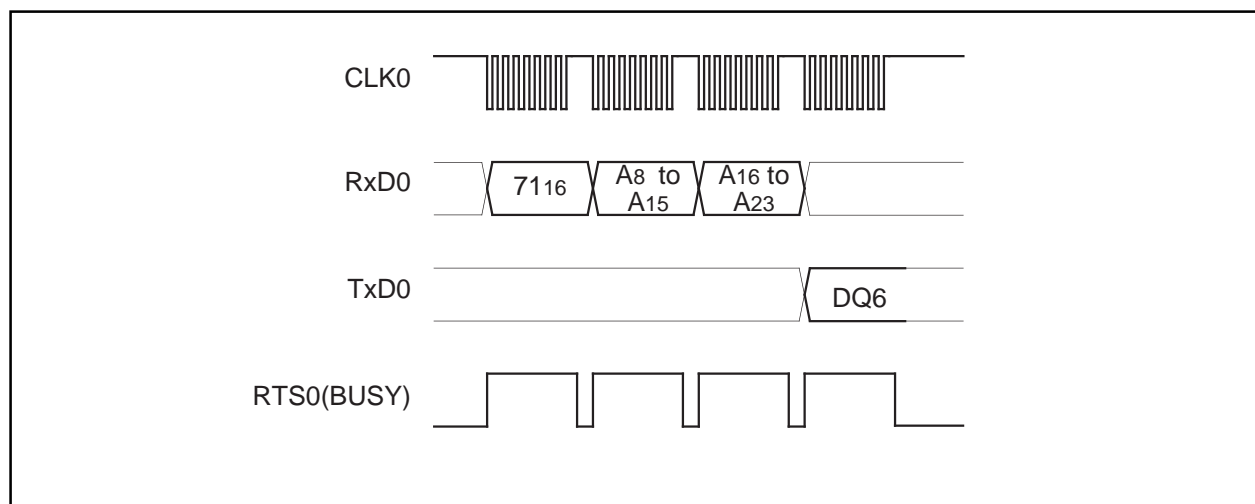 CLK0
RxD0
7116
A8 to
A15
A16 to
A23
TxD0
DQ6
RTS0(BUSY)